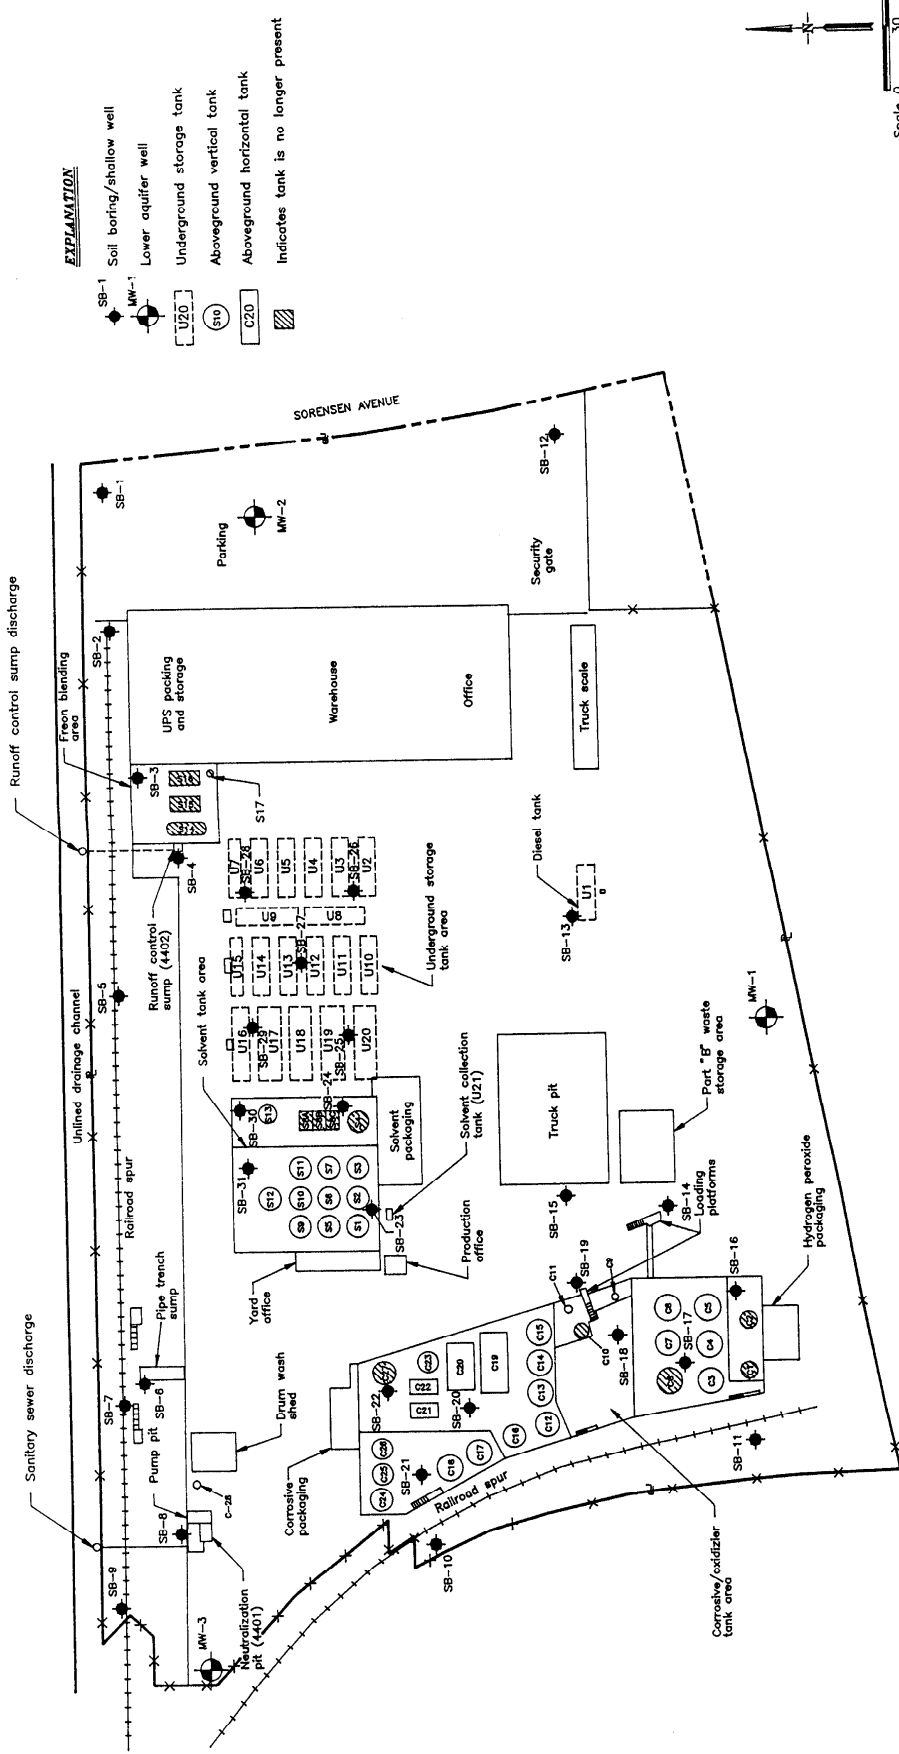 EXPLANATION
SB-1
Soil boring/shallow well
MW-1
Lower aquifer well
U20
Underground storage tank
S10
Aboveground vertical tank
C20
Aboveground horizontal tank
Indicates tank is no longer present
-N-
Scale 0
30
Sanitary sewer discharge
Runoff control sump discharge
Unlined drainage channel
Railroad spur
Freon blending
area
SB-9
SB-8
SB-7
SB-6
SB-5
SB-4
SB-3
SB-2
SB-1
Pump pit
Pipe trench
sump
Runoff control
sump (4402)
UPS packing
and storage
Warehouse
Office
Parking
MW-2
SORENSEN AVENUE
SB-12
Security
gate
Truck scale
S17
MW-3
Neutralization
pit (4401)
C-28
Drum wash
shed
Yard
office
Solvent tank area
Underground storage
tank area
U7
SB-28
U6
U5
U4
U3
SB-26
U2
U9
U8
SB-27
U15
U14
U13
U12
U11
U10
U16
SB-29
U17
U18
U19
SB-25
U20
SB-24
SB-30
S13
SB-31
S12
S11
S7
S3
S10
S6
S2
S9
S5
S1
SB-23
Solvent
packaging
Solvent collection
tank (U21)
Production
office
Diesel tank
U1
SB-13
MW-1
Truck pit
Part "B" waste
storage area
SB-15
SB-14
Loading
platforms
Hydrogen peroxide
packaging
SB-19
C11
C9
C10
SB-18
SB-16
SB-17
C8
C5
C7
C4
C3
SB-11
Corrosive
packaging
C23
C22
C21
C20
C19
SB-22
SB-20
SB-21
C26
C25
C24
C18
C17
C16
C15
C14
C13
C12
Railroad spur
SB-10
Corrosive/oxidizier
tank area